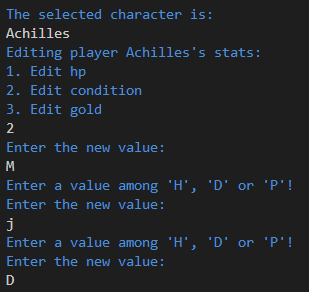 The selected character is:
Achilles
Editing player Achilles's stats:
1. Edit hp
2. Edit condition
3. Edit gold
2
Enter the new value:
M
Enter a value among 'H', 'D' or 'P'!
Enter the new value:
j
Enter a value among 'H', 'D' or 'P'!
Enter the new value:
D